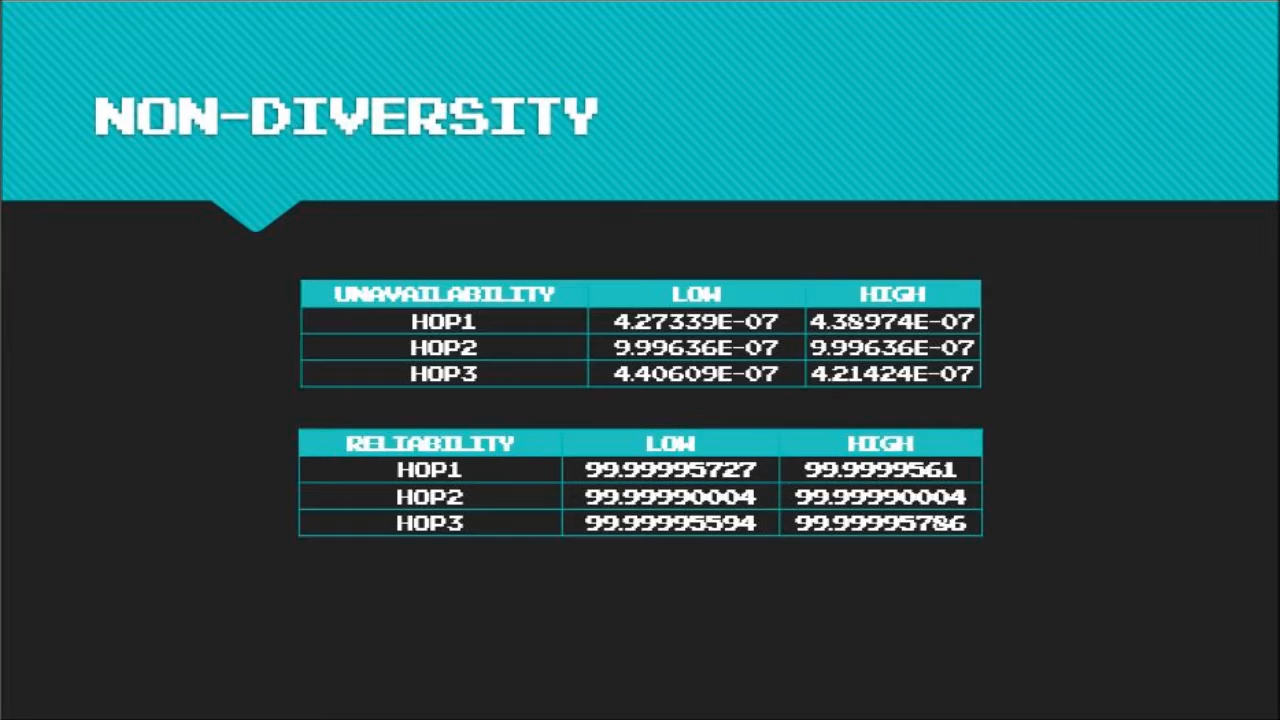 NON-DIVERSITY
UNAVAILABILITY LOW HIGH
HOP1 4.27339E-07 4.38974E-07
HOP2 9.99636E-07 9.99636E-07
HOP3 4.40609E-07 4.21424E-07
RELIABILITY LOW HIGH
HOP1 99.99995727 99.9999561
HOP2 99.99990004 99.99990004
HOP3 99.99995594 99.99995786